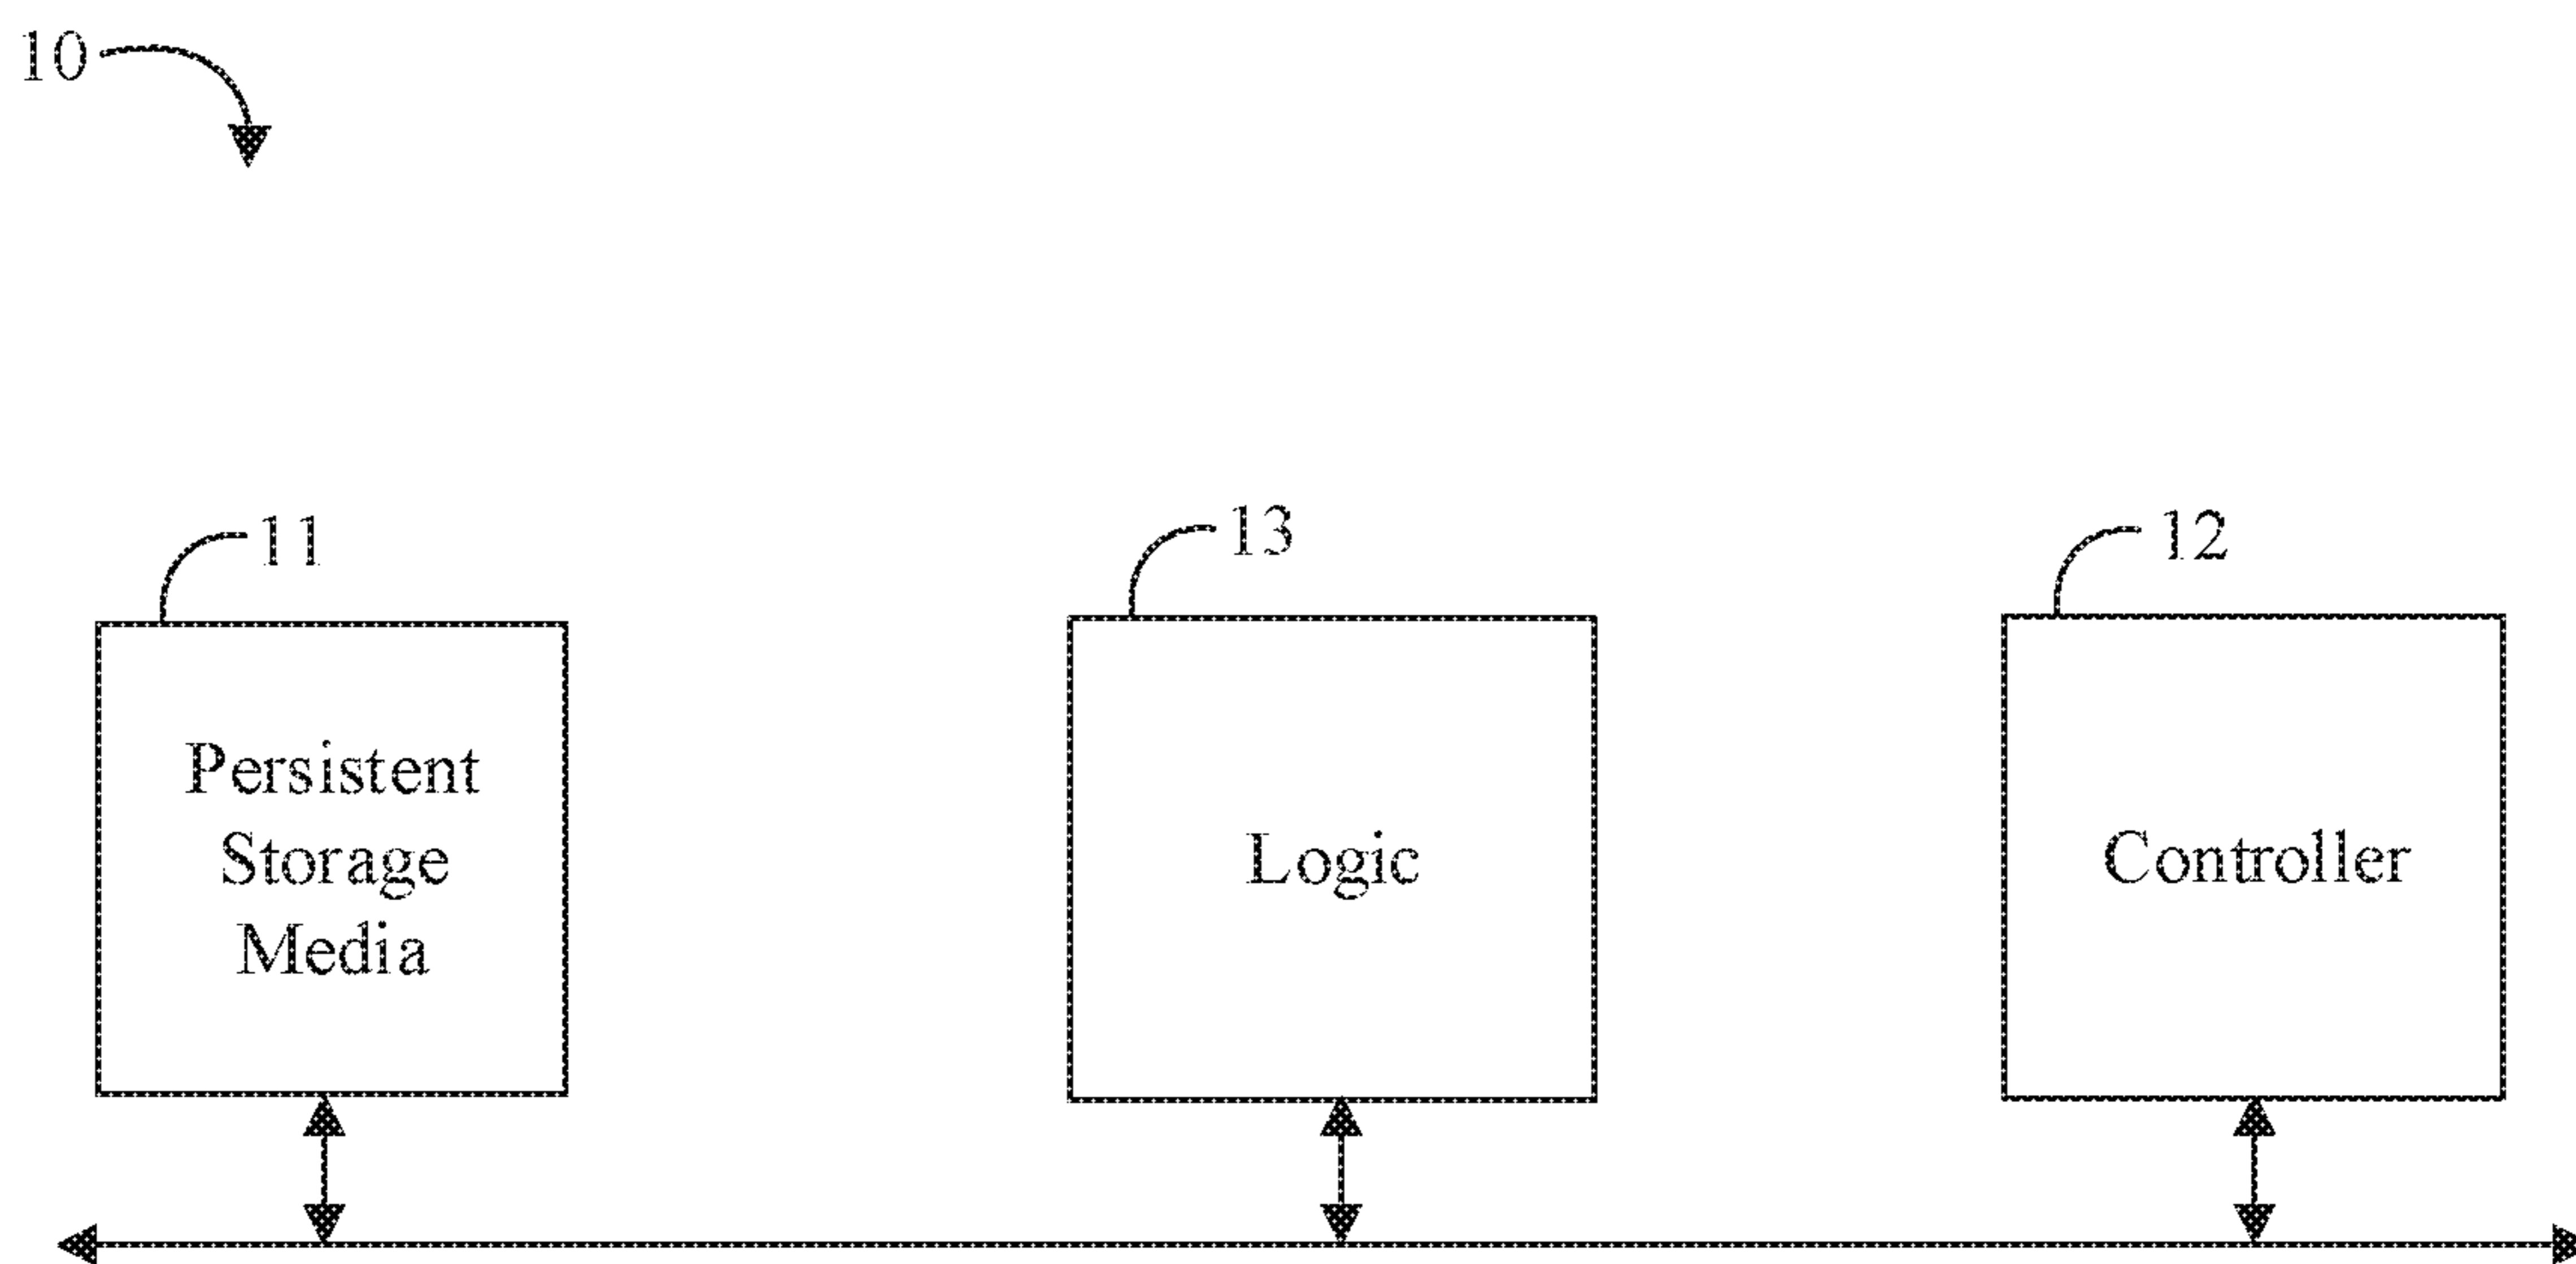 10
11
13
12
Persistent
Storage
Media
Logic
Controller